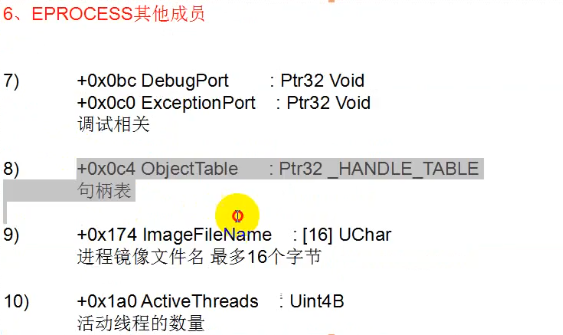 6、EPROCESS其他成员
7) +0x0bc DebugPort : Ptr32 Void
+0x0c0 ExceptionPort : Ptr32 Void
调试相关
8) +0x0c4 ObjectTable : Ptr32 _HANDLE_TABLE
句柄表
9) +0x174 ImageFileName : [16] UChar
进程镜像文件名 最多16个字节
10) +0x1a0 ActiveThreads : Uint4B
活动线程的数量